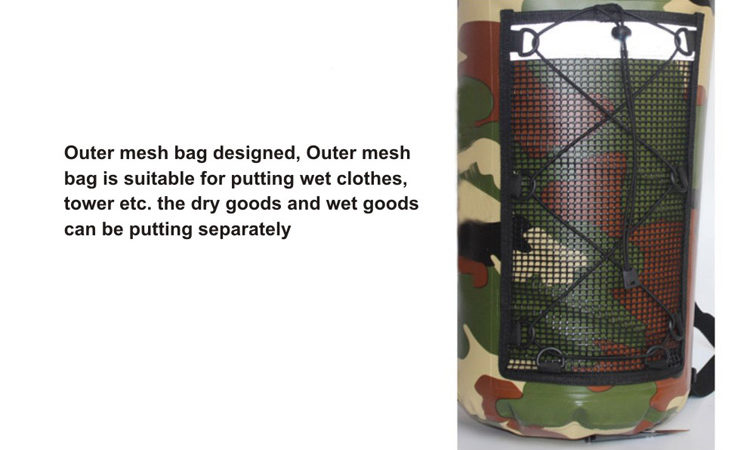 Outer mesh bag designed, Outer mesh
bag is suitable for putting wet clothes,
tower etc. the dry goods and wet goods
can be putting separately